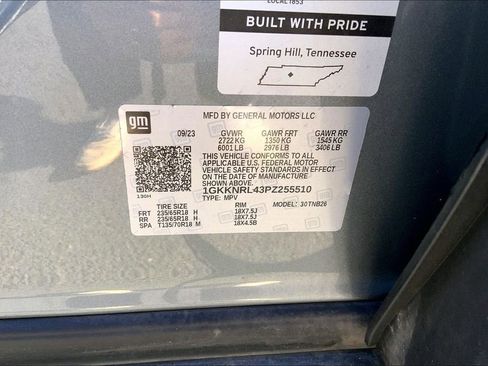 LOCAL 1853
BUILT WITH PRIDE
Spring Hill, Tennessee
gm
MFD BY GENERAL MOTORS LLC
09/23 GVWR GAWR FRT GAWR RR
2722 KG 1350 KG 1545 KG
6001 LB 2976 LB 3406 LB
THIS VEHICLE CONFORMS TO ALL
APPLICABLE U.S. FEDERAL MOTOR
VEHICLE SAFETY STANDARDS IN EFFECT
ON THE DATE OF MANUFACTURE
SHOWN ABOVE.
1GKKNRL43PZ255510
TYPE: MPV
MODEL: 30TNB26
TIRE SIZE RIM
FRT 235/65R18 H 18X7.5J
RR 235/65R18 H 18X7.5J
SPA T135/70R18 M 18X4.5B